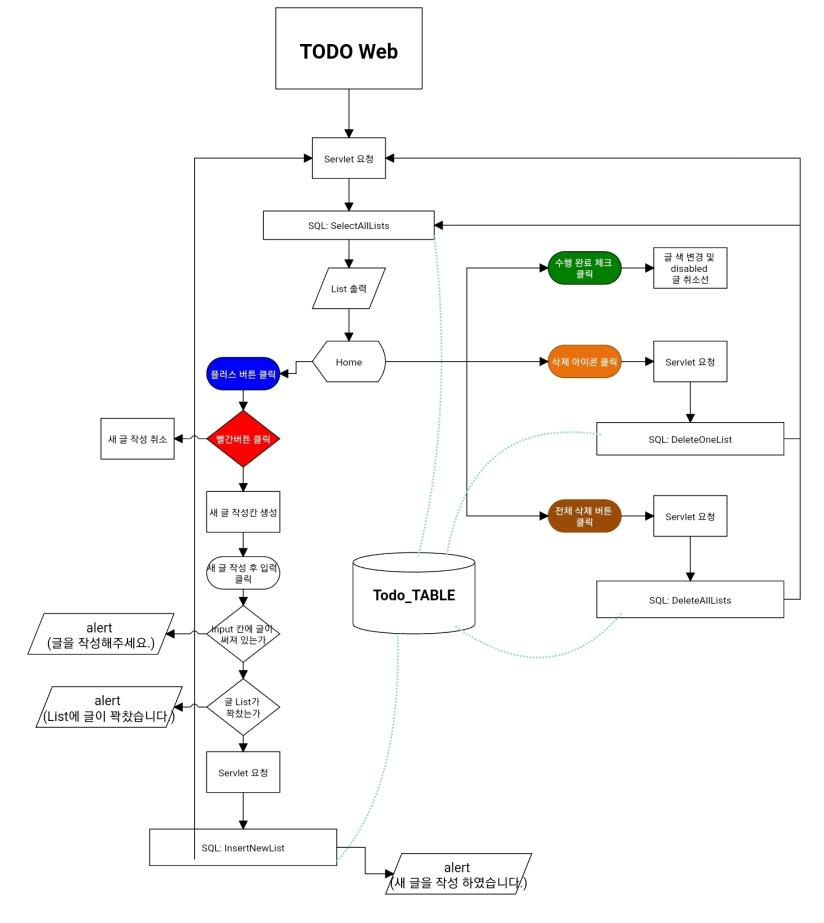 TODO Web
Servlet 요청
SQL: SelectAllLists
수행 완료 체크
클릭
글 색 변경 및
disabled
글 취소선
List 출력
Home
플러스 버튼 클릭
삭제 아이콘 클릭
Servlet 요청
새 글 작성 취소
빨간버튼 클릭
SQL: DeleteOneList
새 글 작성칸 생성
전체 삭제 버튼
클릭
Servlet 요청
새 글 작성 후 입력
클릭
Todo_TABLE
SQL: DeleteAllLists
alert
(글을 작성해주세요.)
Input 칸에 글이
써져 있는가
alert
(List에 글이 꽉찼습니다.)
글 List가
꽉찼는가
Servlet 요청
SQL: InsertNewList
alert
(새 글을 작성 하였습니다.)